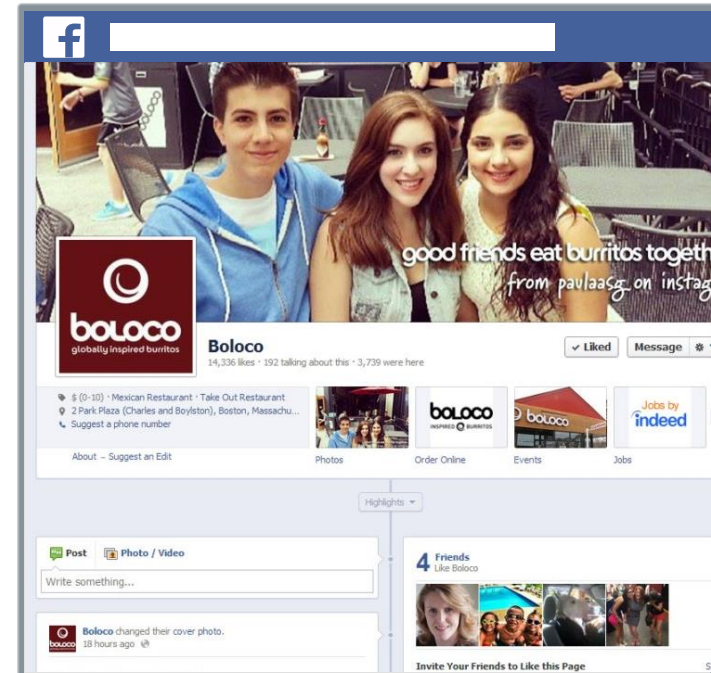 f
good friends eat burritos togeth
from paulaasg on instag
boloco
globally inspired burritos
Boloco
14,336 likes · 192 talking about this · 3,739 were here
Liked
Message
$ (0-10) · Mexican Restaurant · Take Out Restaurant
2 Park Plaza (Charles and Boylston), Boston, Massachu...
Suggest a phone number
About – Suggest an Edit
boloco
INSPIRED BURRITOS
boloco
Jobs by
indeed
Photos
Order Online
Events
Jobs
Highlights
Post
Photo / Video
Write something...
4 Friends
Like Boloco
boloco
Boloco changed their cover photo.
18 hours ago
Invite Your Friends to Like this Page
S